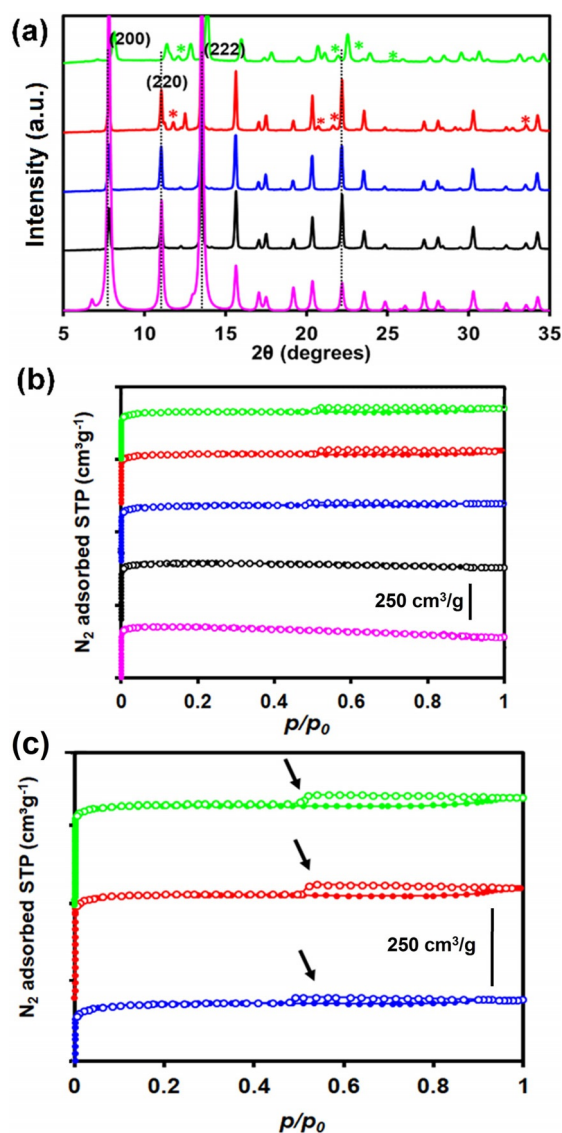 (a)
(200)
(222)
(220)
*
*
*
*
*
*
*
*
Intensity (a.u.)
5 10 15 20 25 30 35
2θ (degrees)
(b)
N₂ adsorbed STP (cm³g⁻¹)
250 cm³/g
0 0.2 0.4 0.6 0.8 1
p/p₀
(c)
N₂ adsorbed STP (cm³g⁻¹)
250 cm³/g
0 0.2 0.4 0.6 0.8 1
p/p₀